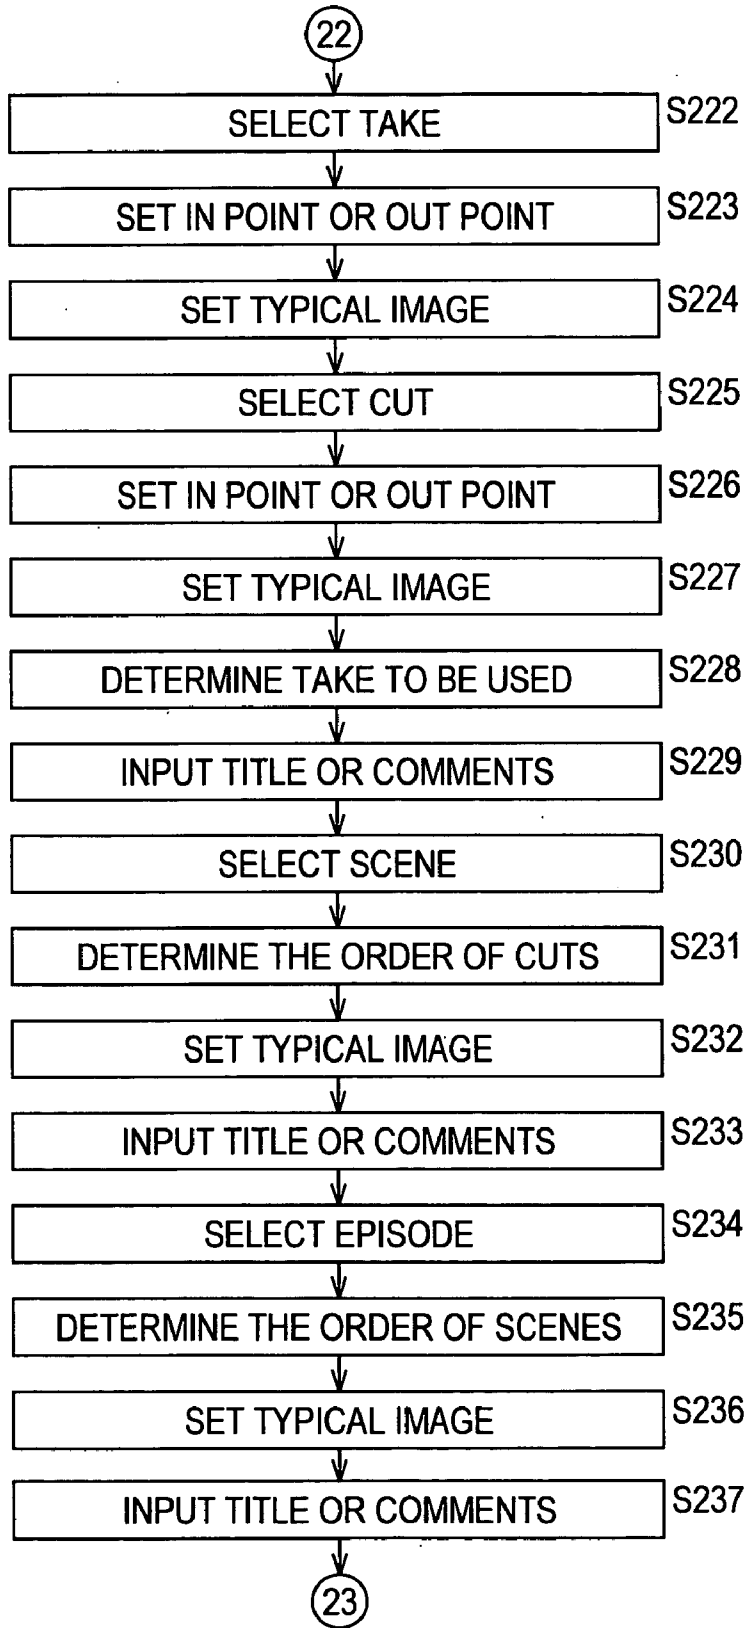 22
SELECT TAKE S222
SET IN POINT OR OUT POINT S223
SET TYPICAL IMAGE S224
SELECT CUT S225
SET IN POINT OR OUT POINT S226
SET TYPICAL IMAGE S227
DETERMINE TAKE TO BE USED S228
INPUT TITLE OR COMMENTS S229
SELECT SCENE S230
DETERMINE THE ORDER OF CUTS S231
SET TYPICAL IMAGE S232
INPUT TITLE OR COMMENTS S233
SELECT EPISODE S234
DETERMINE THE ORDER OF SCENES S235
SET TYPICAL IMAGE S236
INPUT TITLE OR COMMENTS S237
23